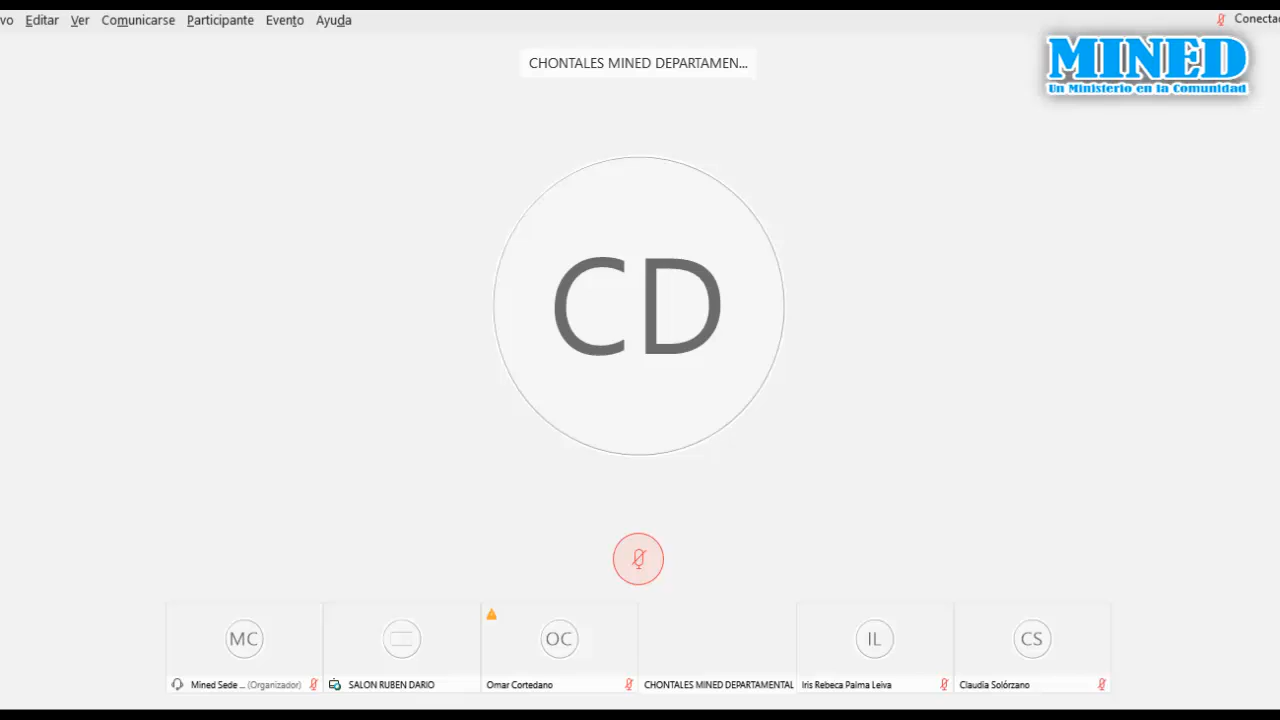 vo Editar Ver Comunicarse Participante Evento Ayuda
Conectad
MINED
Un Ministerio en la Comunidad
CHONTALES MINED DEPARTAMEN...
CD
MC
OC
IL
CS
Mined Sede ... (Organizador)
SALON RUBEN DARIO
Omar Cortedano
CHONTALES MINED DEPARTAMENTAL
Iris Rebeca Palma Leiva
Claudia Solórzano